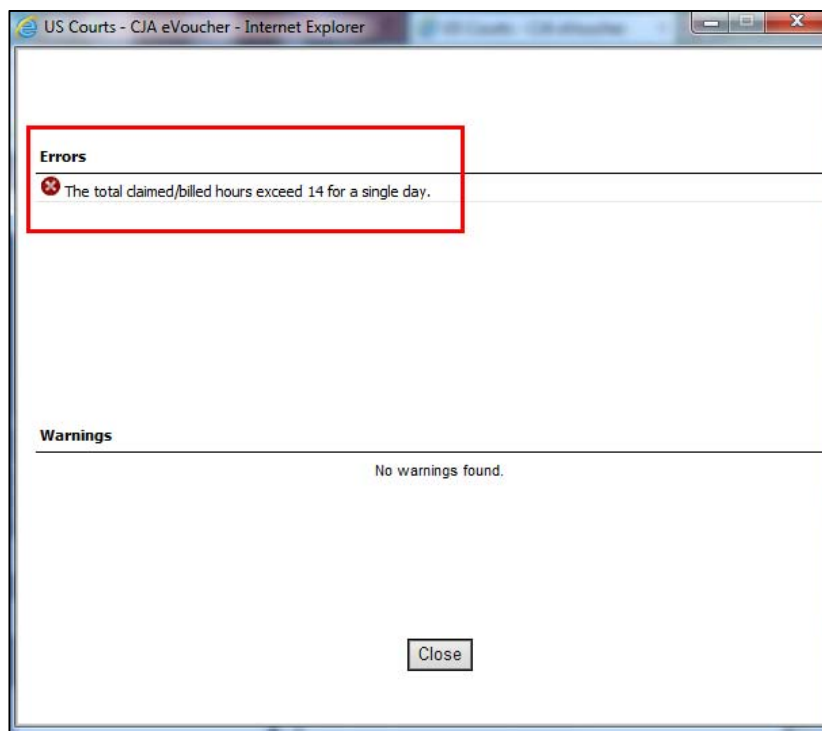 US Courts - CJA eVoucher - Internet Explorer
Errors
The total claimed/billed hours exceed 14 for a single day.
Warnings
No warnings found.
Close